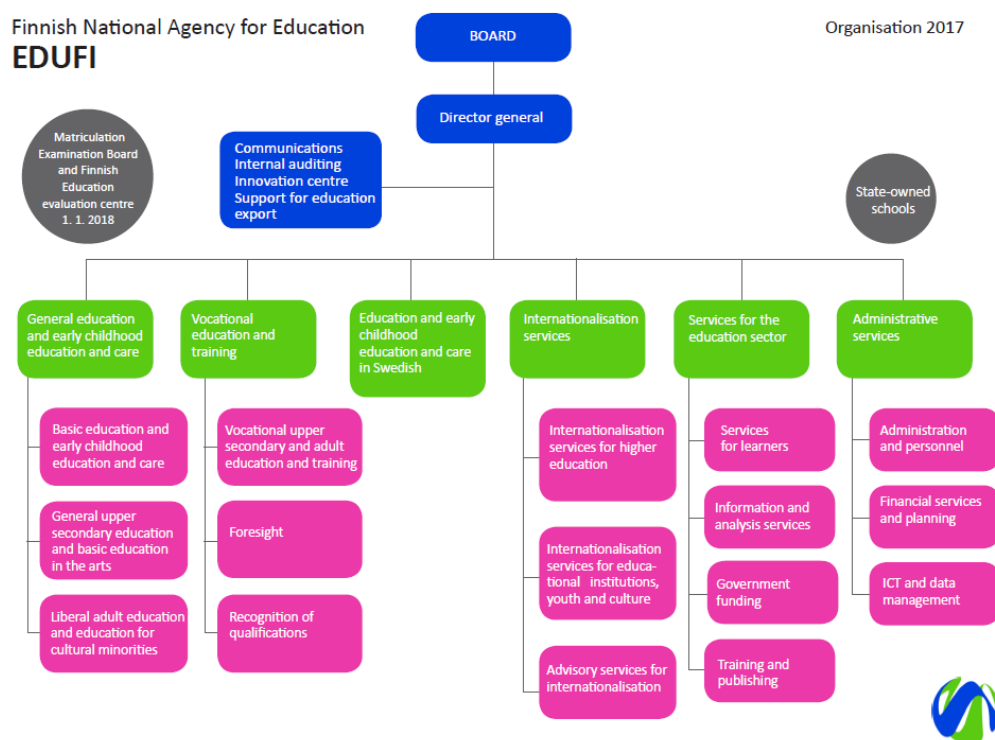 Finnish National Agency for Education
EDUFI
Organisation 2017
BOARD
Director general
Matriculation
Examination Board
and Finnish
Education
evaluation centre
1. 1. 2018
Communications
Internal auditing
Innovation centre
Support for education
export
State-owned
schools
General education
and early childhood
education and care
Vocational
education and
training
Education and early
childhood
education and care
in Swedish
Internationalisation
services
Services for the
education sector
Administrative
services
Basic education and
early childhood
education and care
General upper
secondary education
and basic education
in the arts
Liberal adult education
and education for
cultural minorities
Vocational upper
secondary and adult
education and training
Foresight
Recognition of
qualifications
Internationalisation
services for higher
education
Internationalisation
services for educa-
tional institutions,
youth and culture
Advisory services for
internationalisation
Services
for learners
Information and
analysis services
Government
funding
Training and
publishing
Administration
and personnel
Financial services
and planning
ICT and data
management